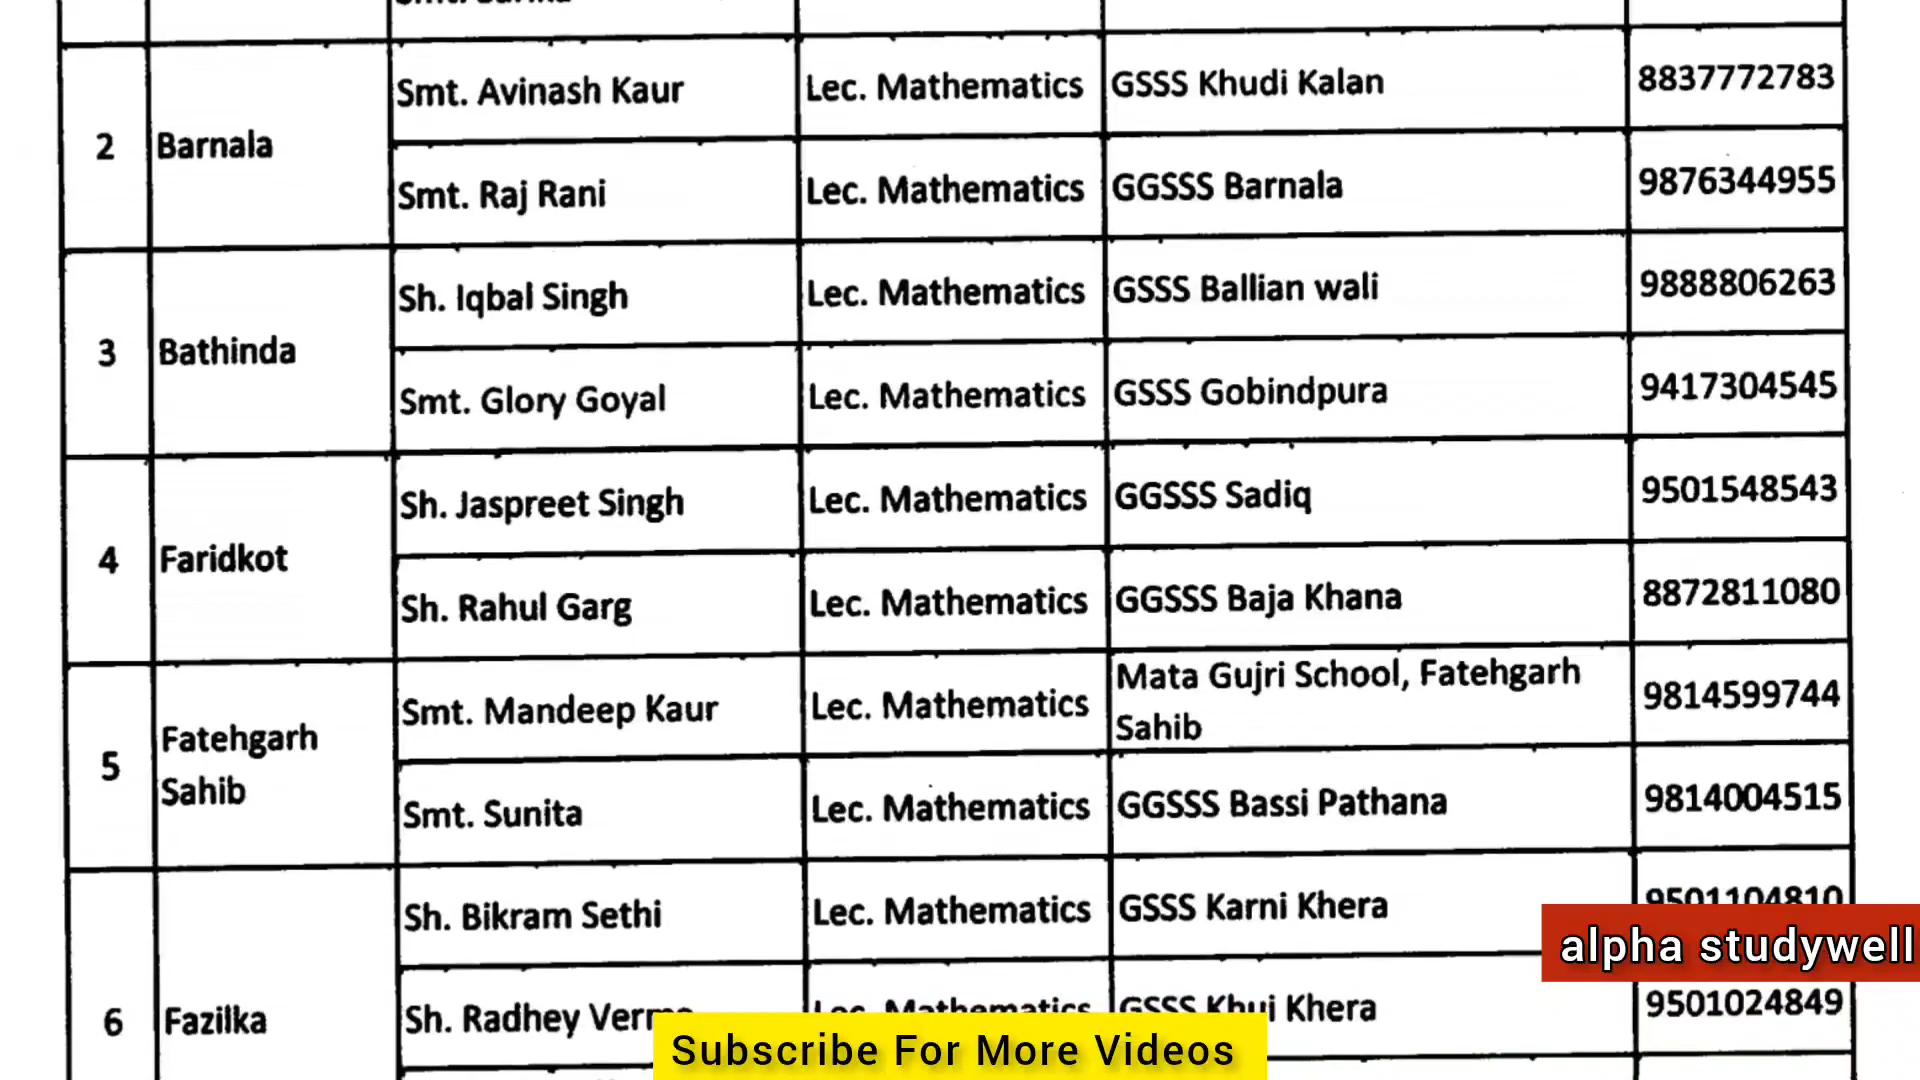 2 Barnala Smt. Avinash Kaur Lec. Mathematics GSSS Khudi Kalan 8837772783
Smt. Raj Rani Lec. Mathematics GGSSS Barnala 9876344955
3 Bathinda Sh. Iqbal Singh Lec. Mathematics GSSS Ballian wali 9888806263
Smt. Glory Goyal Lec. Mathematics GSSS Gobindpura 9417304545
4 Faridkot Sh. Jaspreet Singh Lec. Mathematics GGSSS Sadiq 9501548543
Sh. Rahul Garg Lec. Mathematics GGSSS Baja Khana 8872811080
5 Fatehgarh Sahib Smt. Mandeep Kaur Lec. Mathematics Mata Gujri School, Fatehgarh Sahib 9814599744
Smt. Sunita Lec. Mathematics GGSSS Bassi Pathana 9814004515
6 Fazilka Sh. Bikram Sethi Lec. Mathematics GSSS Karni Khera 9501104810
alpha studywell
Sh. Radhey Lec. Mathematics GSSS Khui Khera 9501024849
Subscribe For More Videos